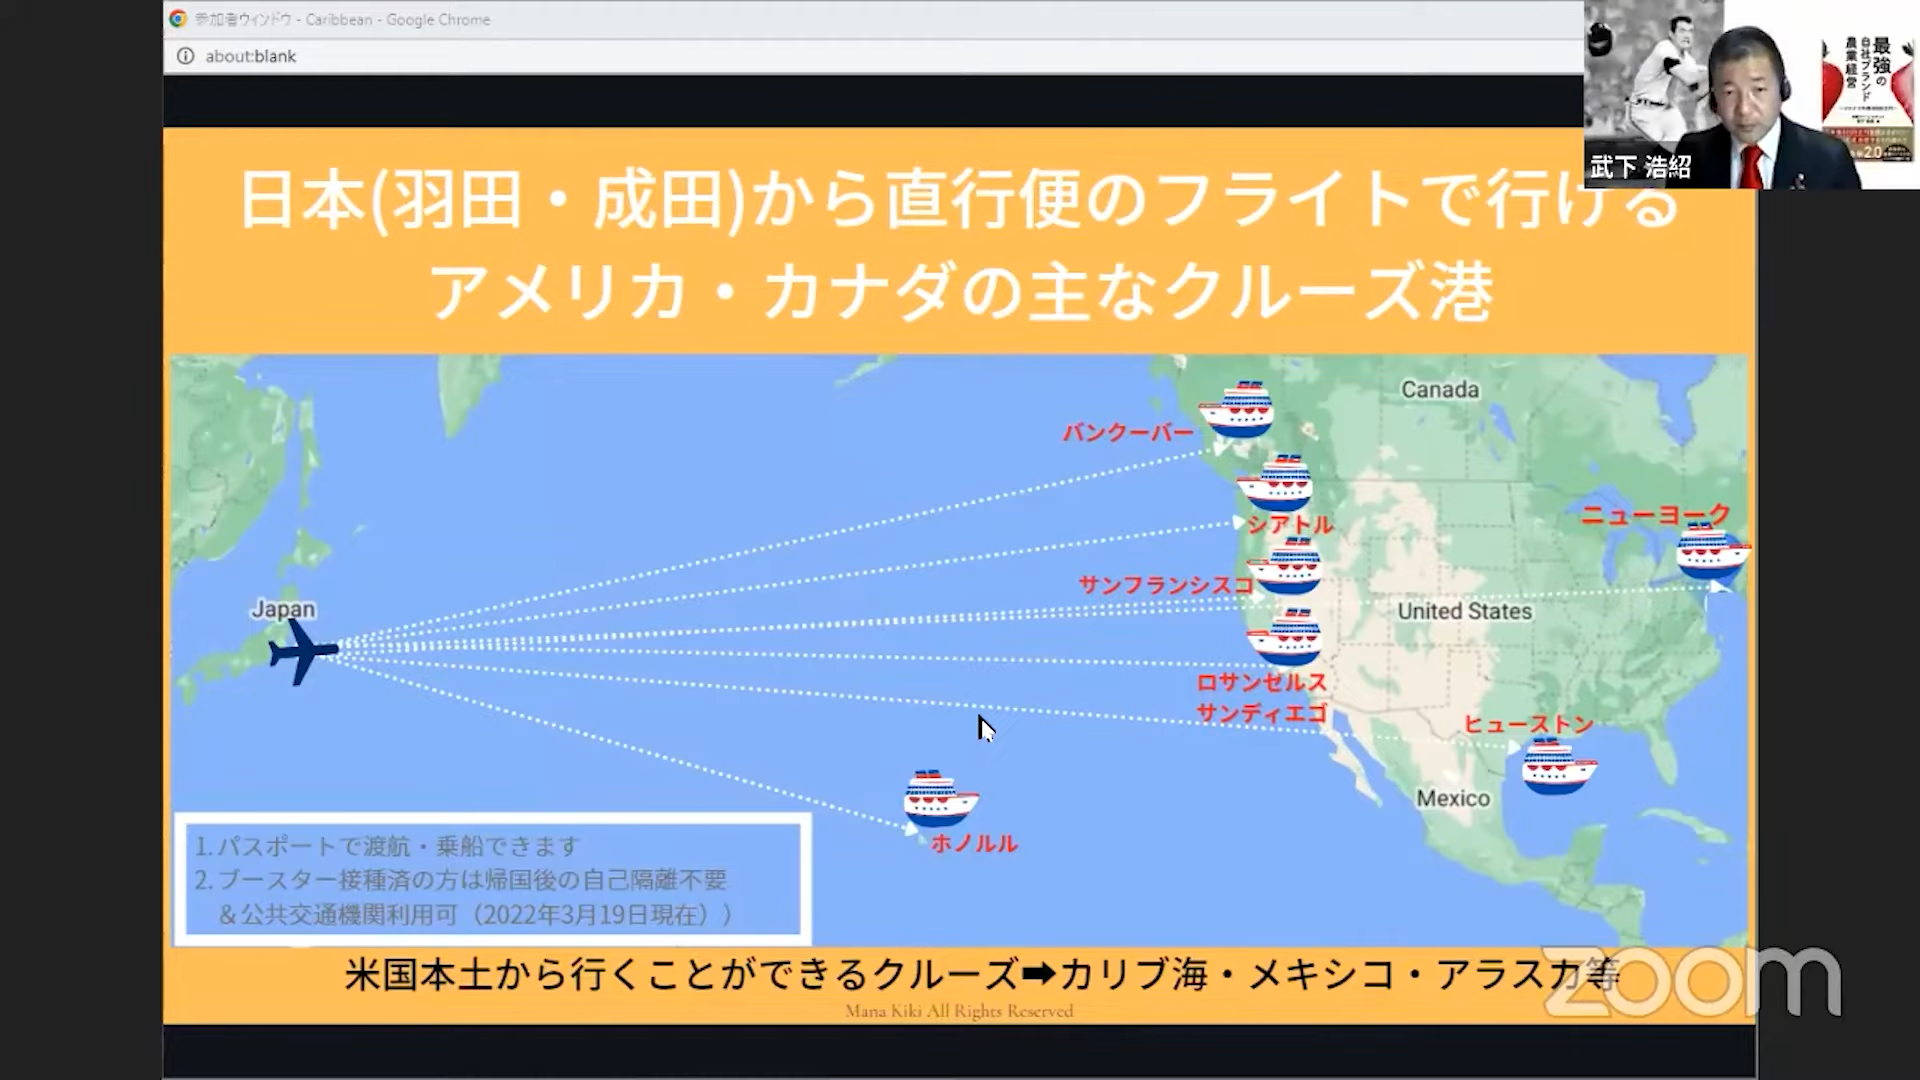 参加者ウィンドウ - Caribbean - Google Chrome
about:blank
最強の
自社ブランド
農業経営
2.0
武下 浩紹
日本(羽田・成田)から直行便のフライトで行ける
アメリカ・カナダの主なクルーズ港
Canada
バンクーバー
シアトル
ニューヨーク
サンフランシスコ
Japan
United States
ロサンゼルス
サンディエゴ
ヒューストン
Mexico
ホノルル
1. パスポートで渡航・乗船できます
2. ブースター接種済の方は帰国後の自己隔離不要
＆公共交通機関利用可（2022年3月19日現在））
米国本土から行くことができるクルーズ➡カリブ海・メキシコ・アラスカ等
Mana Kiki All Rights Reserved
zoom